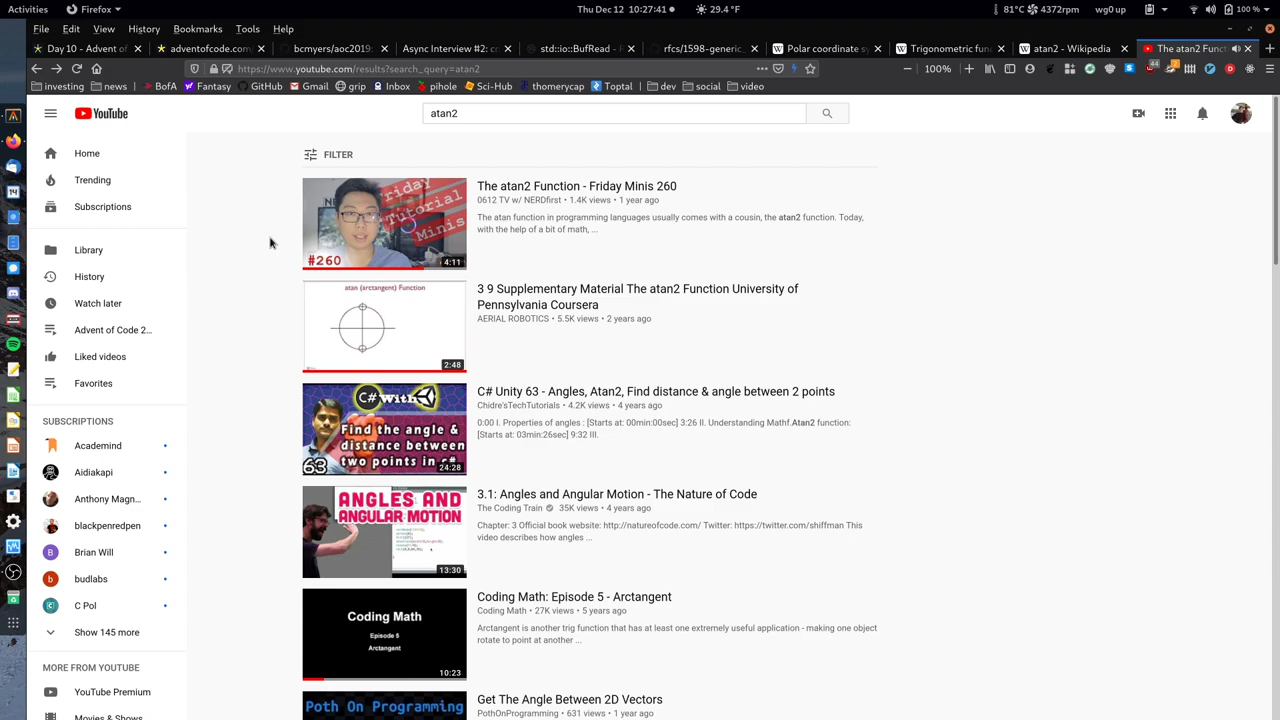 Activities Firefox Thu Dec 12 10:27:41 29.4 °F 81°C 4372rpm wg0 up 100 %
File Edit View History Bookmarks Tools Help
Day 10 - Advent of adventofcode.com, bcmyers/aoc2019: Async Interview #2: c std::io::BufRead - R rfcs/1598-generic_ Polar coordinate sy Trigonometric func atan2 - Wikipedia The atan2 Funct
https://www.youtube.com/results?search_query=atan2 100%
investing news BofA Fantasy GitHub Gmail grip Inbox pihole Sci-Hub thomerycap Toptal dev social video
YouTube
atan2
Home
Trending
Subscriptions
Library
History
Watch later
Advent of Code 2...
Liked videos
Favorites
SUBSCRIPTIONS
Academind
Aidiakapi
Anthony Magn...
blackpenredpen
Brian Will
budlabs
C Pol
Show 145 more
MORE FROM YOUTUBE
YouTube Premium
Movies & Shows
FILTER
Friday
Tutorial
Minis
#260
4:11
The atan2 Function - Friday Minis 260
0612 TV w/ NERDfirst • 1.4K views • 1 year ago
The atan function in programming languages usually comes with a cousin, the atan2 function. Today,
with the help of a bit of math, ...
atan (arctangent) Function
2:48
3 9 Supplementary Material The atan2 Function University of
Pennsylvania Coursera
AERIAL ROBOTICS • 5.5K views • 2 years ago
C# With
Find the angle &
distance between
two points in c#
63
24:28
C# Unity 63 - Angles, Atan2, Find distance & angle between 2 points
Chidre'sTechTutorials • 4.2K views • 4 years ago
0:00 I. Properties of angles : [Starts at: 00min:00sec] 3:26 II. Understanding Mathf.Atan2 function:
[Starts at: 03min:26sec] 9:32 III.
ANGLES AND
ANGULAR MOTION
13:30
3.1: Angles and Angular Motion - The Nature of Code
The Coding Train 35K views • 4 years ago
Chapter: 3 Official book website: http://natureofcode.com/ Twitter: https://twitter.com/shiffman This
video describes how angles ...
Coding Math
Episode 5
Arctangent
10:23
Coding Math: Episode 5 - Arctangent
Coding Math • 27K views • 5 years ago
Arctangent is another trig function that has at least one extremely useful application - making one object
rotate to point at another ...
Poth On Programming
Get The Angle Between 2D Vectors
PothOnProgramming • 631 views • 1 year ago